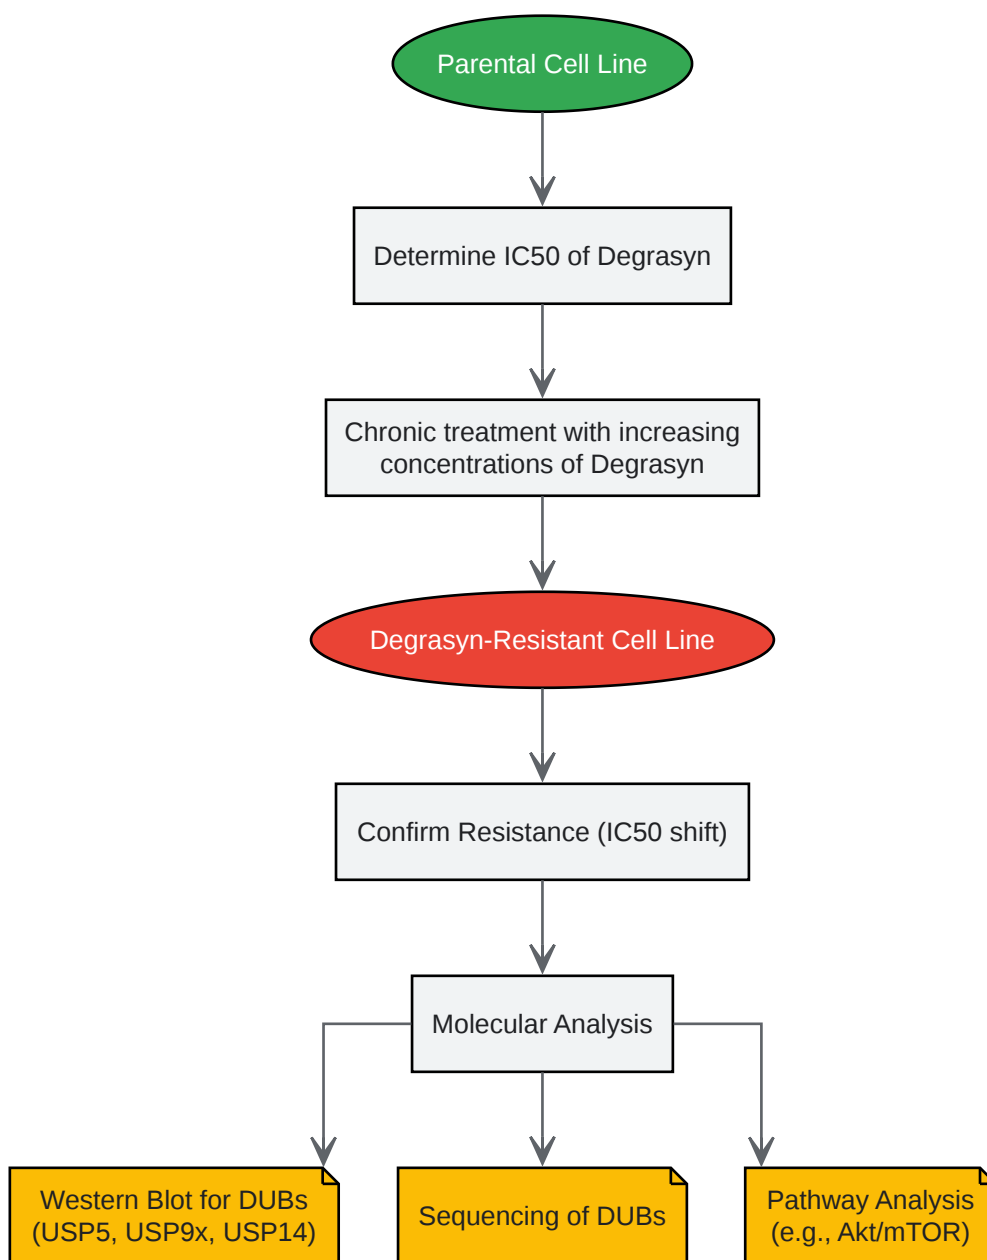 Parental Cell Line
Determine IC50 of Degrasyn
Chronic treatment with increasing
concentrations of Degrasyn
Degrasyn-Resistant Cell Line
Confirm Resistance (IC50 shift)
Molecular Analysis
Western Blot for DUBs
(USP5, USP9x, USP14)
Sequencing of DUBs
Pathway Analysis
(e.g., Akt/mTOR)